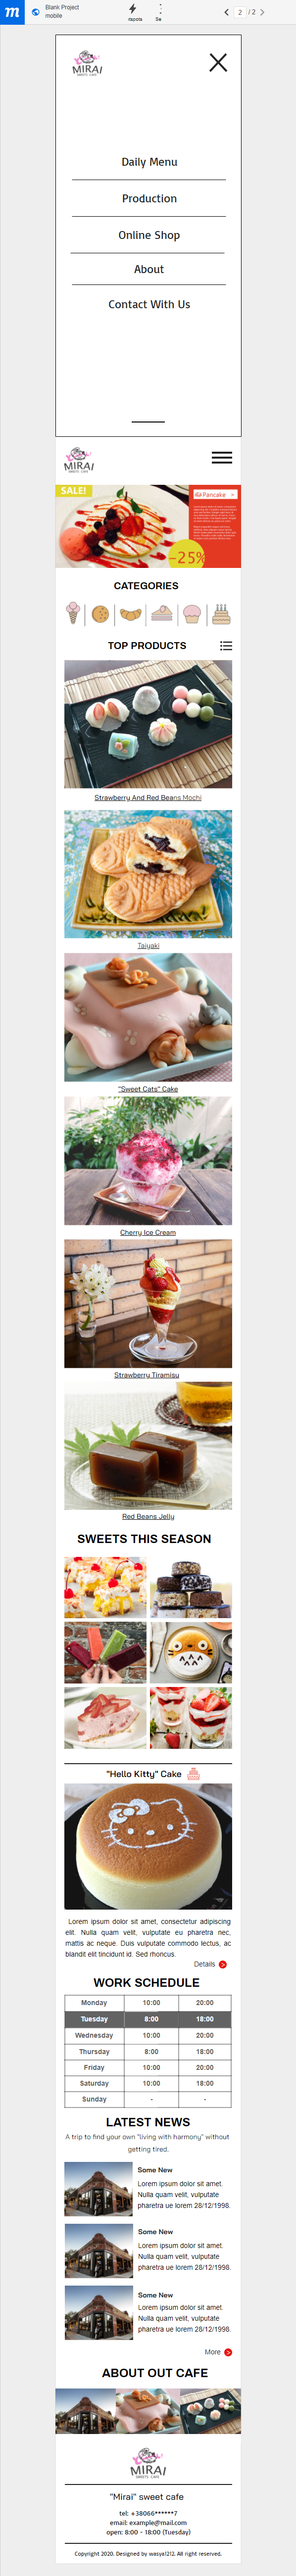 m
Blank Project
mobile
2 / 2
MIRAI
SWEETS CAFE
Daily Menu
Production
Online Shop
About
Contact With Us
MIRAI
SWEETS CAFE
SALE!
Pancake >
-25%
CATEGORIES
TOP PRODUCTS
Strawberry And Red Beans Mochi
Taiyaki
"Sweet Cats" Cake
Cherry Ice Cream
Strawberry Tiramisu
Red Beans Jelly
SWEETS THIS SEASON
"Hello Kitty" Cake
Lorem ipsum dolor sit amet, consectetur adipiscing
elit. Nulla quam velit, vulputate eu pharetra nec,
mattis ac neque. Duis vulputate commodo lectus, ac
blandit elit tincidunt id. Sed rhoncus.
Details >
WORK SCHEDULE
Monday 10:00 20:00
Tuesday 8:00 18:00
Wednesday 10:00 20:00
Thursday 8:00 18:00
Friday 10:00 20:00
Saturday 10:00 18:00
Sunday - -
LATEST NEWS
A trip to find your own "living with harmony" without
getting tired.
Some New
Lorem ipsum dolor sit amet.
Nulla quam velit, vulputate
pharetra ue lorem 28/12/1998.
Some New
Lorem ipsum dolor sit amet.
Nulla quam velit, vulputate
pharetra ue lorem 28/12/1998.
Some New
Lorem ipsum dolor sit amet.
Nulla quam velit, vulputate
pharetra ue lorem 28/12/1998.
More >
ABOUT OUT CAFE
MIRAI
SWEETS CAFE
"Mirai" sweet cafe
tel: +38066******7
email: example@mail.com
open: 8:00 - 18:00 (Tuesday)
Copyright 2020. Designed by wasya1212. All right reserved.